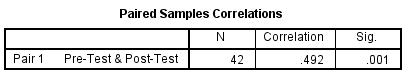 Paired Samples Correlations
N Correlation Sig.
Pair 1 Pre-Test & Post-Test 42 .492 .001